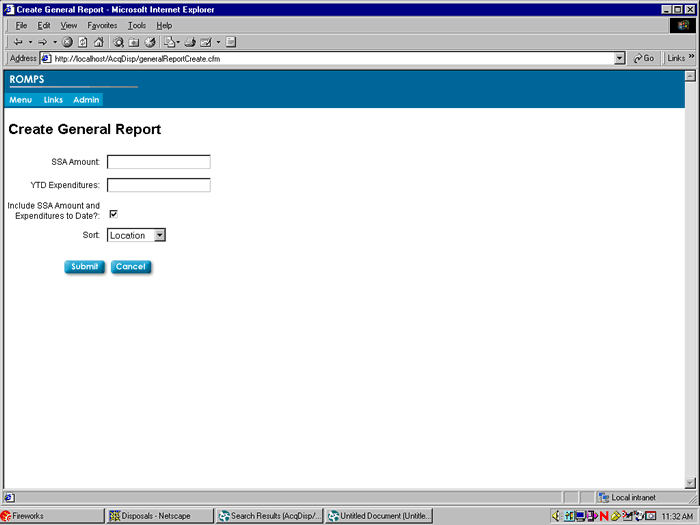 Create General Report - Microsoft Internet Explorer
File Edit View Favorites Tools Help
Address http://localhost/AcqDisp/generalReportCreate.cfm Go Links »
ROMPS
Menu Links Admin
Create General Report
SSA Amount:
YTD Expenditures:
Include SSA Amount and
Expenditures to Date?:
Sort: Location
Submit Cancel
Local intranet
Fireworks Disposals - Netscape Search Results (AcqDisp/... Untitled Document (Untitle... 11:32 AM